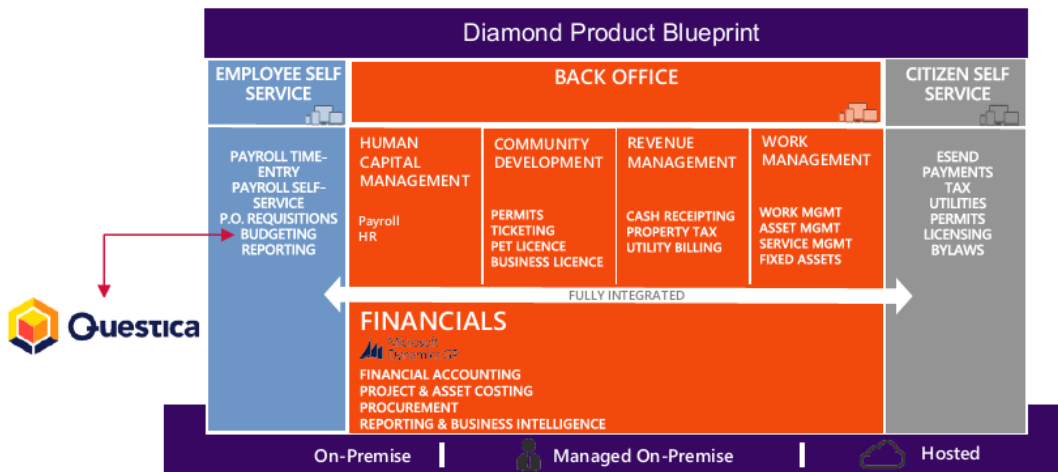 Diamond Product Blueprint
EMPLOYEE SELF
SERVICE
BACK OFFICE
CITIZEN SELF
SERVICE
PAYROLL TIME-
ENTRY
PAYROLL SELF-
SERVICE
P.O. REQUISITIONS
BUDGETING
REPORTING
HUMAN
CAPITAL
MANAGEMENT
Payroll
HR
COMMUNITY
DEVELOPMENT
PERMITS
TICKETING
PET LICENCE
BUSINESS LICENCE
REVENUE
MANAGEMENT
CASH RECEIPTING
PROPERTY TAX
UTILITY BILLING
WORK
MANAGEMENT
WORK MGMT
ASSET MGMT
SERVICE MGMT
FIXED ASSETS
ESEND
PAYMENTS
TAX
UTILITIES
PERMITS
LICENSING
BYLAWS
FULLY INTEGRATED
Questica
FINANCIALS
Microsoft
Dynamics GP
FINANCIAL ACCOUNTING
PROJECT & ASSET COSTING
PROCUREMENT
REPORTING & BUSINESS INTELLIGENCE
On-Premise
Managed On-Premise
Hosted